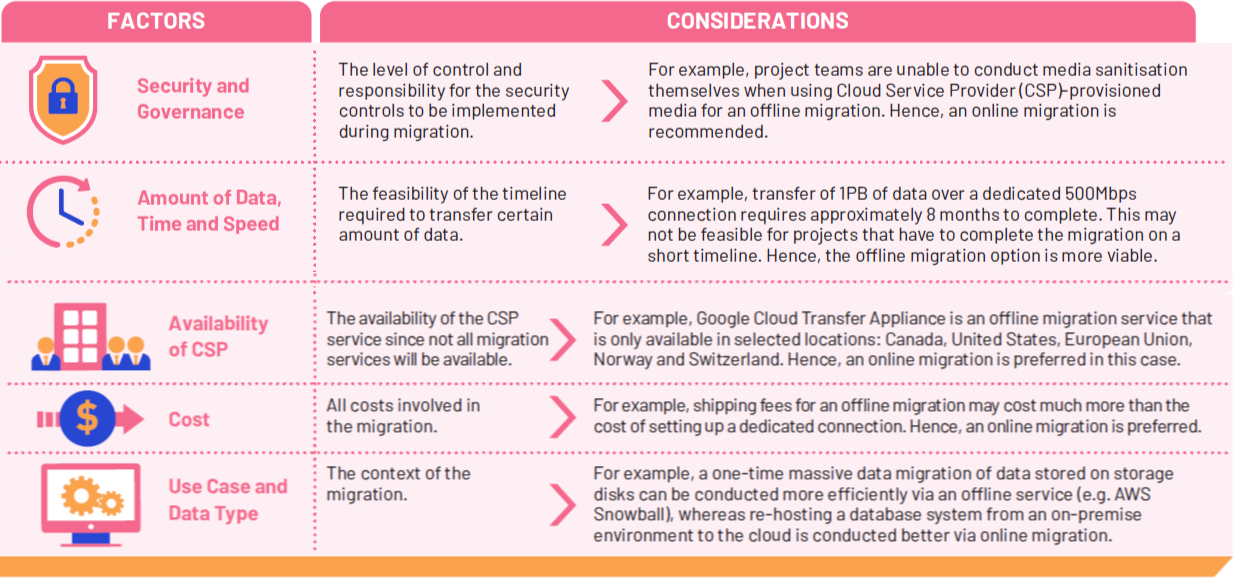 FACTORS
CONSIDERATIONS
Security and
Governance
The level of control and
responsibility for the security
controls to be implemented
during migration.
For example, project teams are unable to conduct media sanitisation
themselves when using Cloud Service Provider (CSP)-provisioned
media for an offline migration. Hence, an online migration is
recommended.
Amount of Data,
Time and Speed
The feasibility of the timeline
required to transfer certain
amount of data.
For example, transfer of 1PB of data over a dedicated 500Mbps
connection requires approximately 8 months to complete. This may
not be feasible for projects that have to complete the migration on a
short timeline. Hence, the offline migration option is more viable.
Availability
of CSP
The availability of the CSP
service since not all migration
services will be available.
For example, Google Cloud Transfer Appliance is an offline migration service that
is only available in selected locations: Canada, United States, European Union,
Norway and Switzerland. Hence, an online migration is preferred in this case.
$
Cost
All costs involved in
the migration.
For example, shipping fees for an offline migration may cost much more than the
cost of setting up a dedicated connection. Hence, an online migration is preferred.
Use Case and
Data Type
The context of the
migration.
For example, a one-time massive data migration of data stored on storage
disks can be conducted more efficiently via an offline service (e.g. AWS
Snowball), whereas re-hosting a database system from an on-premise
environment to the cloud is conducted better via online migration.